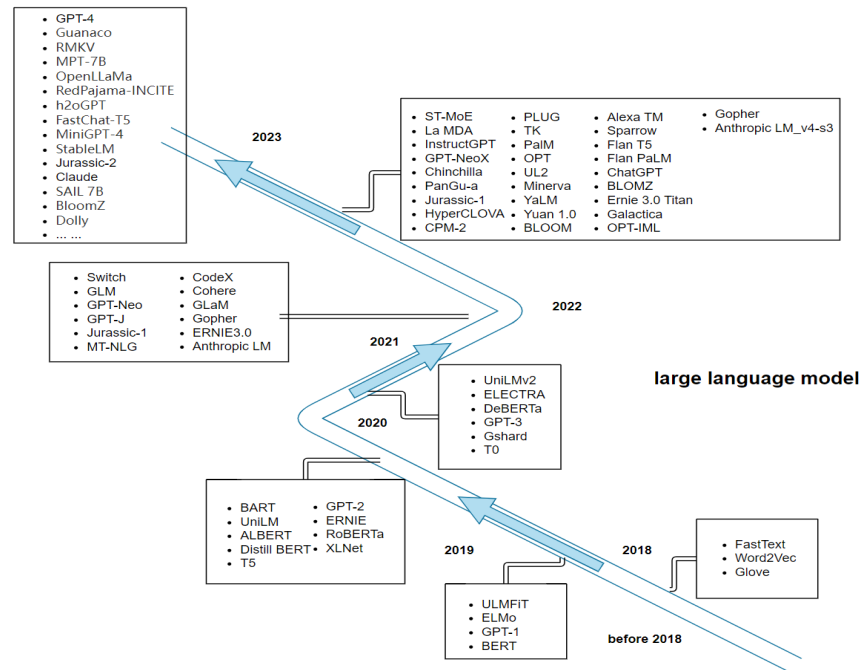 GPT-4
Guanaco
RMKV
MPT-7B
OpenLLaMa
RedPajama-INCITE
h2oGPT
FastChat-T5
MiniGPT-4
StableLM
Jurassic-2
Claude
SAIL 7B
BloomZ
Dolly
... ...
2023
ST-MoE
La MDA
InstructGPT
GPT-NeoX
Chinchilla
PanGu-a
Jurassic-1
HyperCLOVA
CPM-2
PLUG
TK
PalM
OPT
UL2
Minerva
YaLM
Yuan 1.0
BLOOM
Alexa TM
Sparrow
Flan T5
Flan PaLM
ChatGPT
BLOMZ
Ernie 3.0 Titan
Galactica
OPT-IML
Gopher
Anthropic LM_v4-s3
Switch
GLM
GPT-Neo
GPT-J
Jurassic-1
MT-NLG
CodeX
Cohere
GLaM
Gopher
ERNIE3.0
Anthropic LM
2022
2021
large language model
UniLMv2
ELECTRA
DeBERTa
GPT-3
Gshard
T0
2020
BART
UniLM
ALBERT
Distill BERT
T5
GPT-2
ERNIE
RoBERTa
XLNet
2019
2018
FastText
Word2Vec
Glove
ULMFiT
ELMo
GPT-1
BERT
before 2018